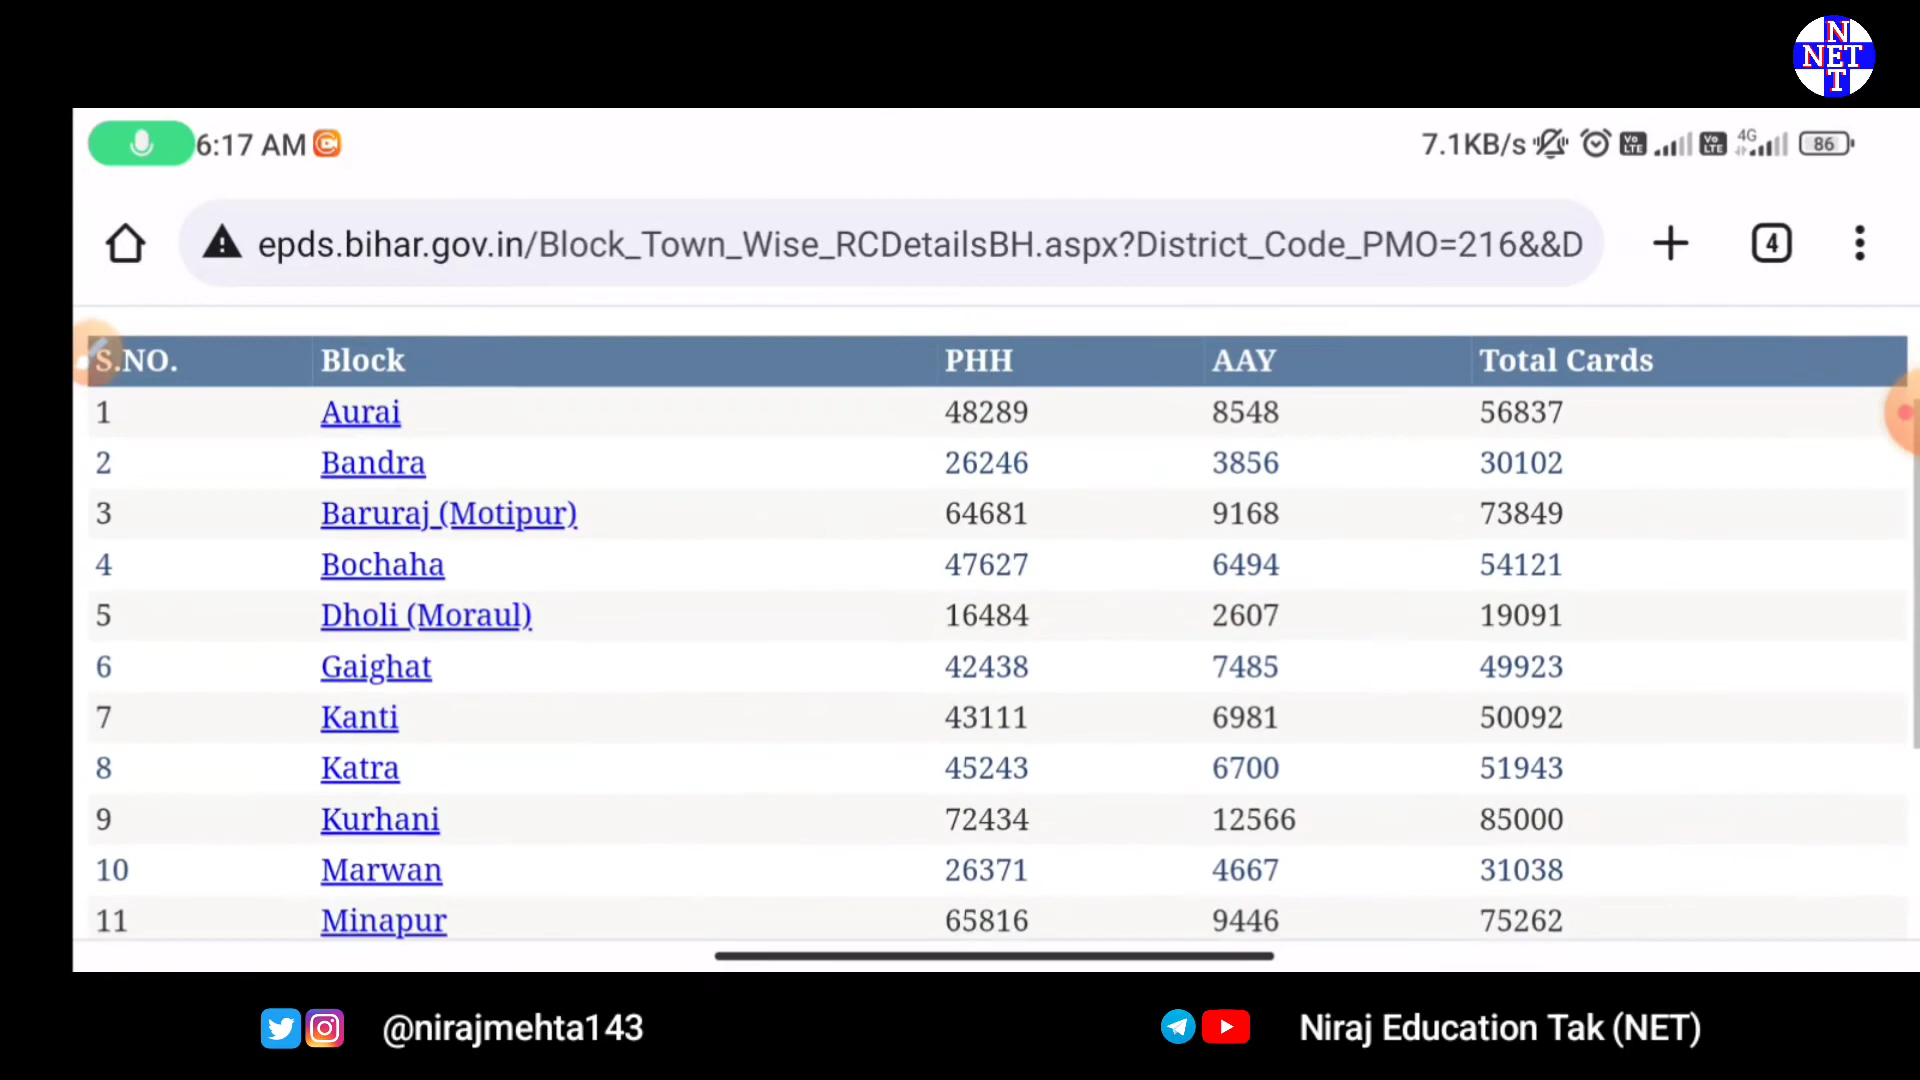 N
NET
T
6:17 AM 7.1KB/s Vo LTE Vo LTE 4G 86
epds.bihar.gov.in/Block_Town_Wise_RCDetailsBH.aspx?District_Code_PMO=216&&D 4
S.NO. Block PHH AAY Total Cards
1 Aurai 48289 8548 56837
2 Bandra 26246 3856 30102
3 Baruraj (Motipur) 64681 9168 73849
4 Bochaha 47627 6494 54121
5 Dholi (Moraul) 16484 2607 19091
6 Gaighat 42438 7485 49923
7 Kanti 43111 6981 50092
8 Katra 45243 6700 51943
9 Kurhani 72434 12566 85000
10 Marwan 26371 4667 31038
11 Minapur 65816 9446 75262
@nirajmehta143 Niraj Education Tak (NET)